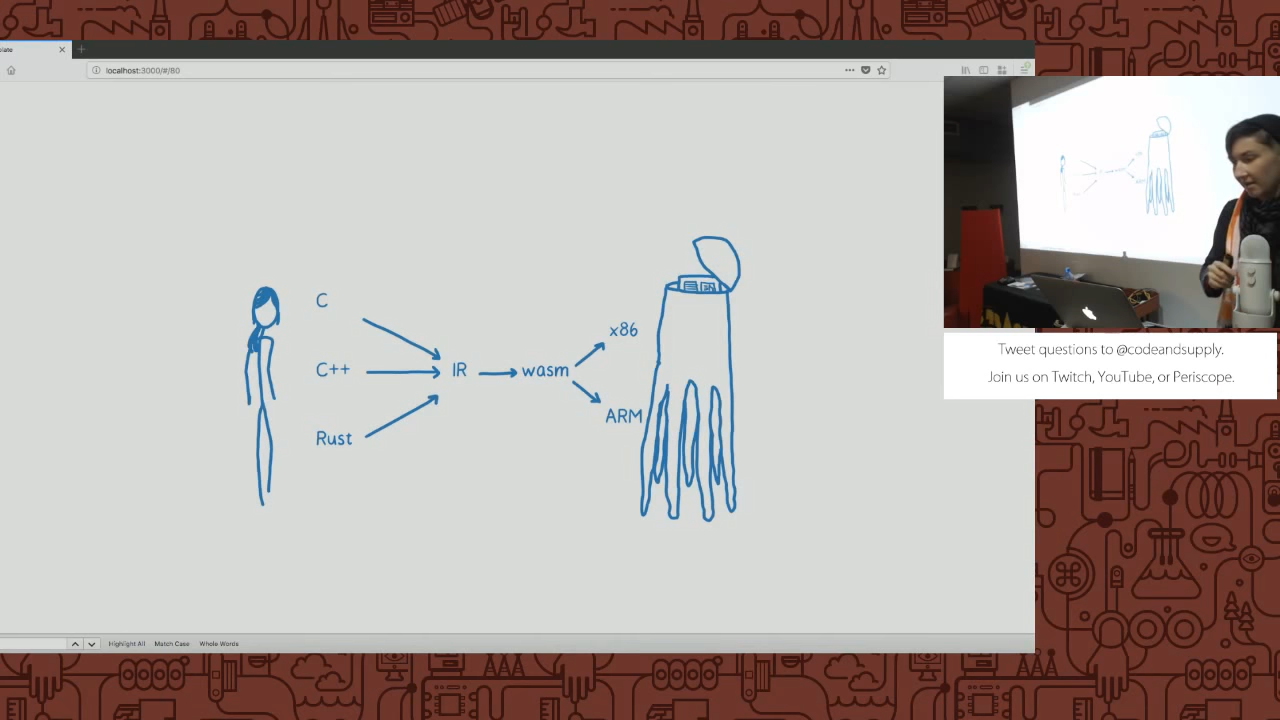 localhost:3000/#/80
C
C++
Rust
IR
wasm
x86
ARM
Highlight All
Match Case
Whole Words
Tweet questions to @codeandsupply.
Join us on Twitch, YouTube, or Periscope.